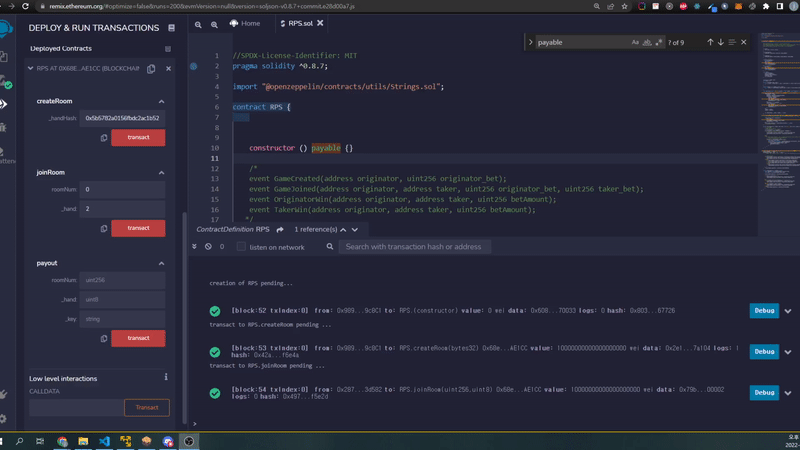 remix.ethereum.org/#optimize=false&runs=200&evmVersion=null&version=soljson-v0.8.7+commit.e28d00a7.js
DEPLOY & RUN TRANSACTIONS
Deployed Contracts
RPS AT 0X68E...AE1CC (BLOCKCHAIN
createRoom
_handHash: 0x5b5782a0156fbdc2ac1b52
transact
joinRoom
roomNum: 0
_hand: 2
transact
payout
roomNum: uint256
_hand: uint8
_key: string
transact
Low level interactions
CALLDATA
Transact
Home
RPS.sol
payable
Aa
? of 9
1
2
3
4
5
6
7
8
9
10
11
12
13
14
15
16
17
//SPDX-License-Identifier: MIT
pragma solidity ^0.8.7;
import "@openzeppelin/contracts/utils/Strings.sol";
contract RPS {
constructor () payable {}
/*
event GameCreated(address originator, uint256 originator_bet);
event GameJoined(address originator, address taker, uint256 originator_bet, uint256 taker_bet);
event OriginatorWin(address originator, address taker, uint256 betAmount);
event TakerWin(address originator, address taker, uint256 betAmount);
*/
ContractDefinition RPS
1 reference(s)
0
listen on network
Search with transaction hash or address
creation of RPS pending...
[block:52 txIndex:0] from: 0x989...9c8C1 to: RPS.(constructor) value: 0 wei data: 0x608...70033 logs: 0 hash: 0x803...67726
Debug
transact to RPS.createRoom pending ...
[block:53 txIndex:0] from: 0x989...9c8C1 to: RPS.createRoom(bytes32) 0x68e...AE1CC value: 1000000000000000000 wei data: 0x2e1...7a104 logs: 1
hash: 0x42a...f6e4a
Debug
transact to RPS.joinRoom pending ...
[block:54 txIndex:0] from: 0x287...3d582 to: RPS.joinRoom(uint256,uint8) 0x68e...AE1CC value: 1000000000000000000 wei data: 0x79b...00002
logs: 0 hash: 0x497...f5e2d
Debug
>
오후
2022-